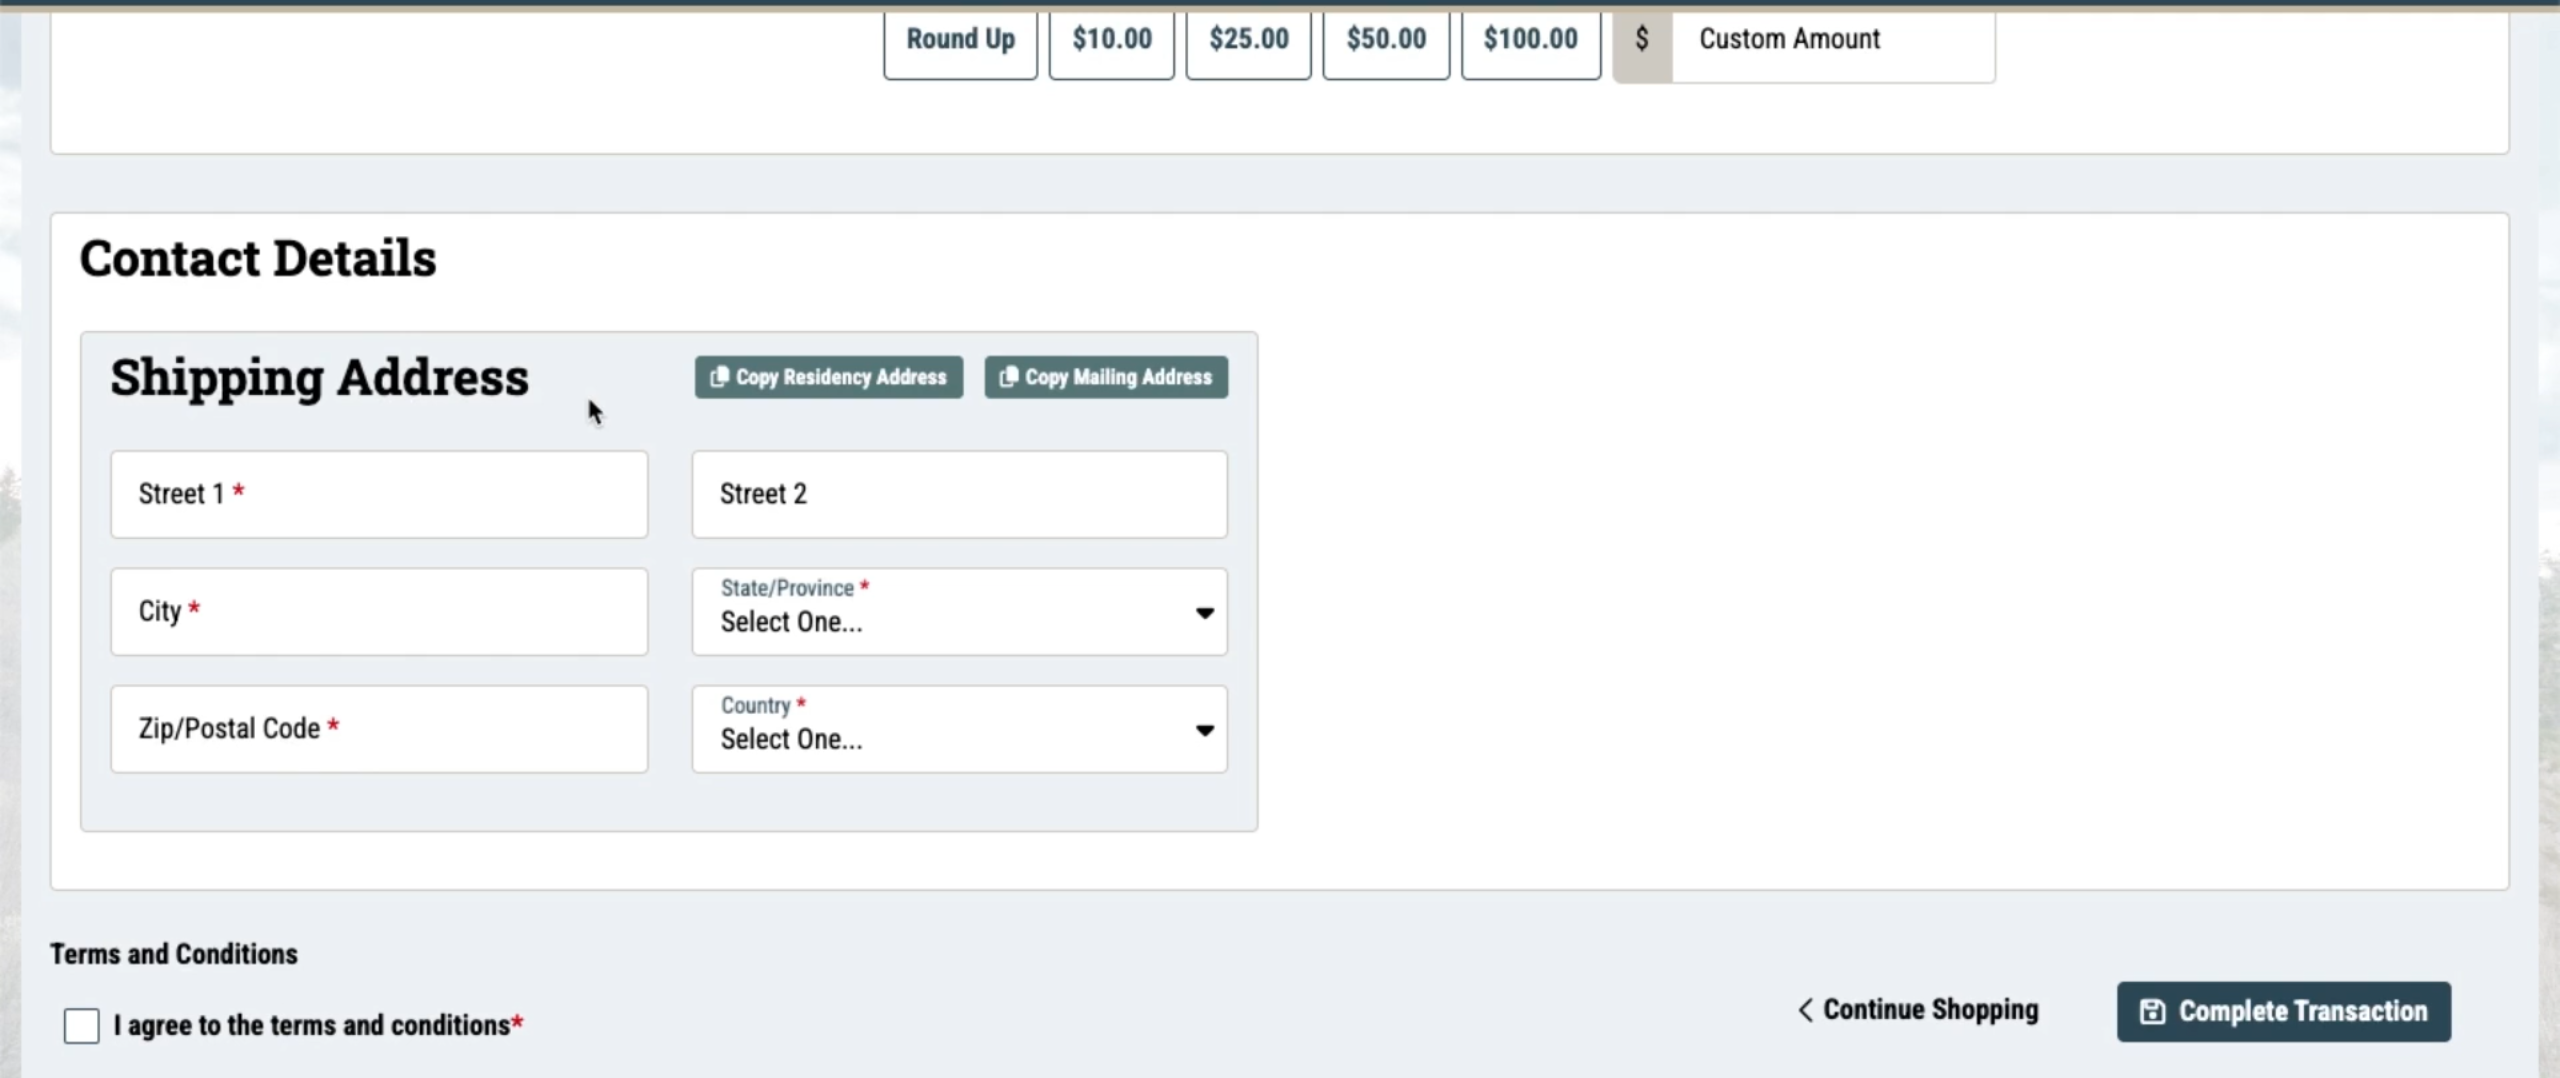 Round Up $10.00 $25.00 $50.00 $100.00 $ Custom Amount
Contact Details
Shipping Address Copy Residency Address Copy Mailing Address
Street 1 * Street 2
City * State/Province *
Select One...
Zip/Postal Code * Country *
Select One...
Terms and Conditions
I agree to the terms and conditions*
Continue Shopping Complete Transaction